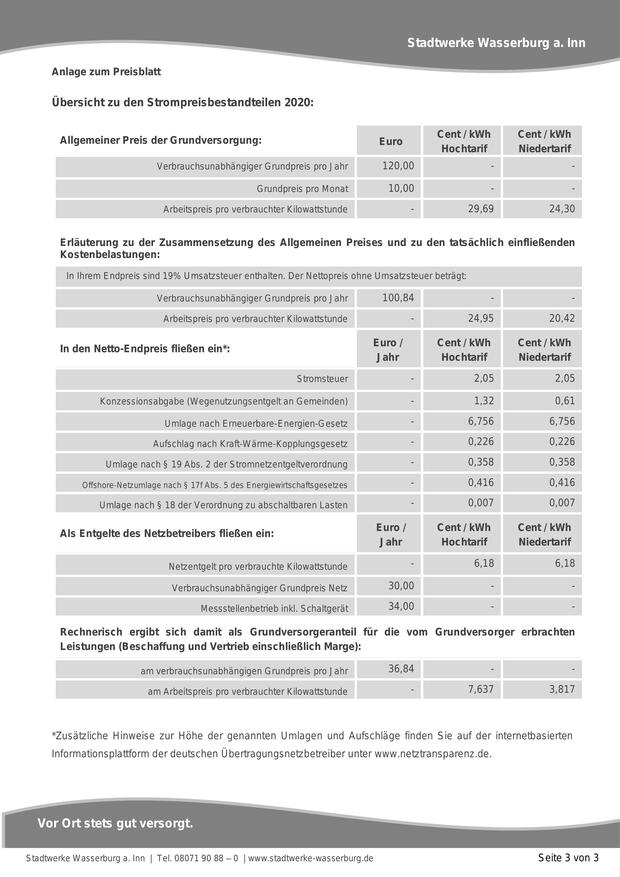 Stadtwerke Wasserburg a. Inn
Anlage zum Preisblatt
Übersicht zu den Strompreisbestandteilen 2020:
Allgemeiner Preis der Grundversorgung: Euro Cent / kWh Hochtarif Cent / kWh Niedertarif
Verbrauchsunabhängiger Grundpreis pro Jahr 120,00 - -
Grundpreis pro Monat 10,00 - -
Arbeitspreis pro verbrauchter Kilowattstunde - 29,69 24,30
Erläuterung zu der Zusammensetzung des Allgemeinen Preises und zu den tatsächlich einfließenden
Kostenbelastungen:
In Ihrem Endpreis sind 19% Umsatzsteuer enthalten. Der Nettopreis ohne Umsatzsteuer beträgt:
Verbrauchsunabhängiger Grundpreis pro Jahr 100,84 - -
Arbeitspreis pro verbrauchter Kilowattstunde - 24,95 20,42
In den Netto-Endpreis fließen ein*: Euro / Jahr Cent / kWh Hochtarif Cent / kWh Niedertarif
Stromsteuer - 2,05 2,05
Konzessionsabgabe (Wegenutzungsentgelt an Gemeinden) - 1,32 0,61
Umlage nach Erneuerbare-Energien-Gesetz - 6,756 6,756
Aufschlag nach Kraft-Wärme-Kopplungsgesetz - 0,226 0,226
Umlage nach § 19 Abs. 2 der Stromnetzentgeltverordnung - 0,358 0,358
Offshore-Netzumlage nach § 17f Abs. 5 des Energiewirtschaftsgesetzes - 0,416 0,416
Umlage nach § 18 der Verordnung zu abschaltbaren Lasten - 0,007 0,007
Als Entgelte des Netzbetreibers fließen ein: Euro / Jahr Cent / kWh Hochtarif Cent / kWh Niedertarif
Netzentgelt pro verbrauchte Kilowattstunde - 6,18 6,18
Verbrauchsunabhängiger Grundpreis Netz 30,00 - -
Messstellenbetrieb inkl. Schaltgerät 34,00 - -
Rechnerisch ergibt sich damit als Grundversorgeranteil für die vom Grundversorger erbrachten
Leistungen (Beschaffung und Vertrieb einschließlich Marge):
am verbrauchsunabhängigen Grundpreis pro Jahr 36,84 - -
am Arbeitspreis pro verbrauchter Kilowattstunde - 7,637 3,817
*Zusätzliche Hinweise zur Höhe der genannten Umlagen und Aufschläge finden Sie auf der internetbasierten
Informationsplattform der deutschen Übertragungsnetzbetreiber unter www.netztransparenz.de.
Vor Ort stets gut versorgt.
Stadtwerke Wasserburg a. Inn | Tel. 08071 90 88 – 0 | www.stadtwerke-wasserburg.de Seite 3 von 3